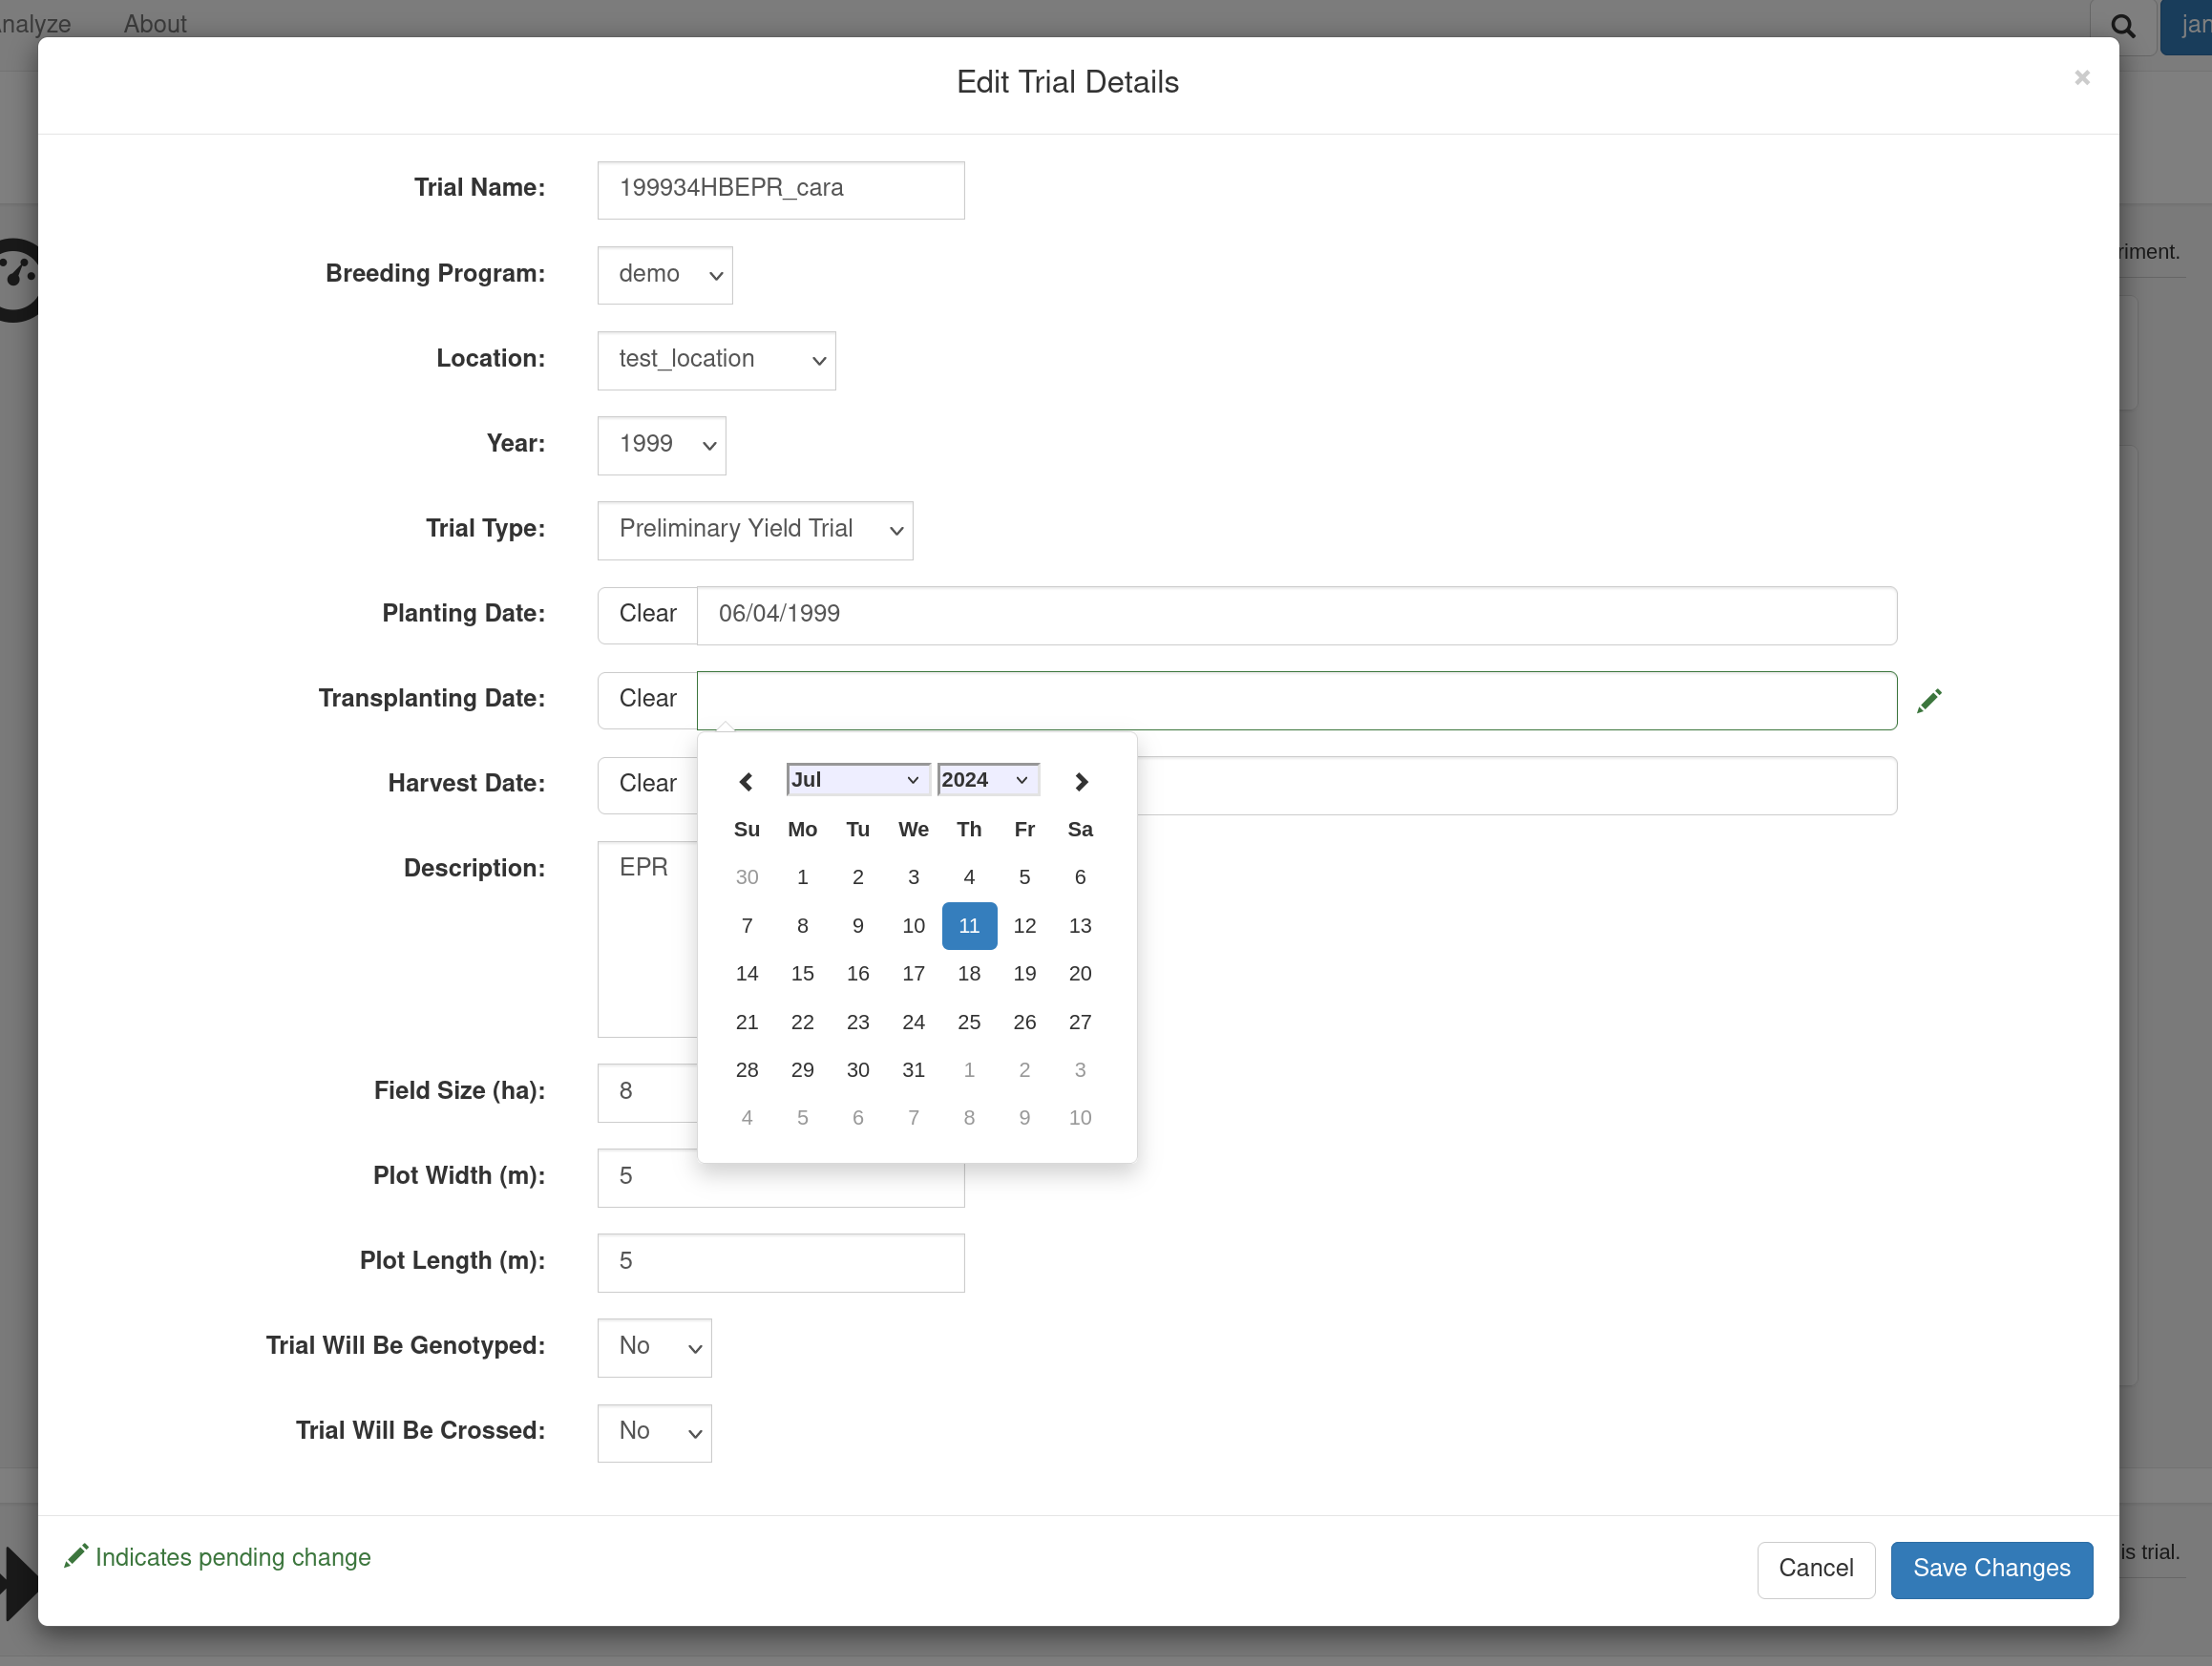 About
Edit Trial Details
×
Trial Name: 199934HBEPR_cara
Breeding Program: demo
Location: test_location
Year: 1999
Trial Type: Preliminary Yield Trial
Planting Date: Clear 06/04/1999
Transplanting Date: Clear
Harvest Date: Clear
Jul 2024
Su Mo Tu We Th Fr Sa
30 1 2 3 4 5 6
7 8 9 10 11 12 13
14 15 16 17 18 19 20
21 22 23 24 25 26 27
28 29 30 31 1 2 3
4 5 6 7 8 9 10
Description: EPR
Field Size (ha): 8
Plot Width (m): 5
Plot Length (m): 5
Trial Will Be Genotyped: No
Trial Will Be Crossed: No
Indicates pending change
Cancel Save Changes
is trial.